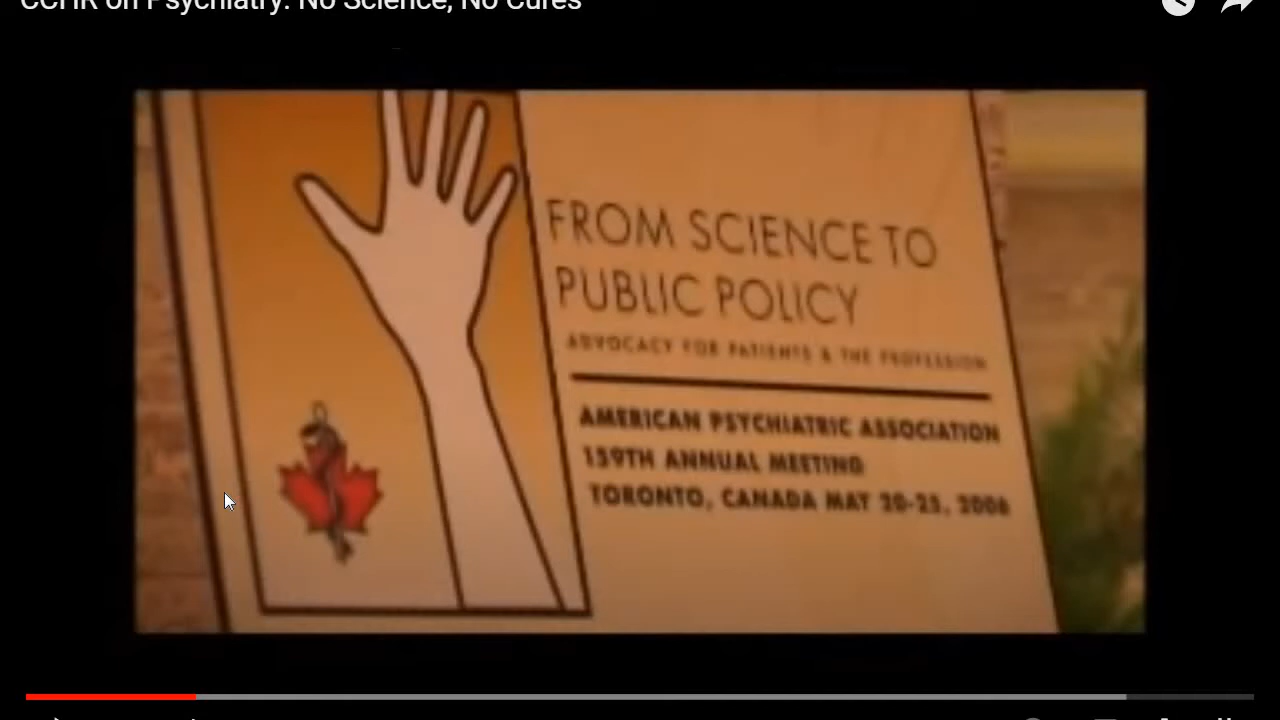 CCHR on Psychiatry: No Science, No Cures
FROM SCIENCE TO
PUBLIC POLICY
ADVOCACY FOR PATIENTS & THE PROFESSION
AMERICAN PSYCHIATRIC ASSOCIATION
159TH ANNUAL MEETING
TORONTO, CANADA MAY 20-25, 2006